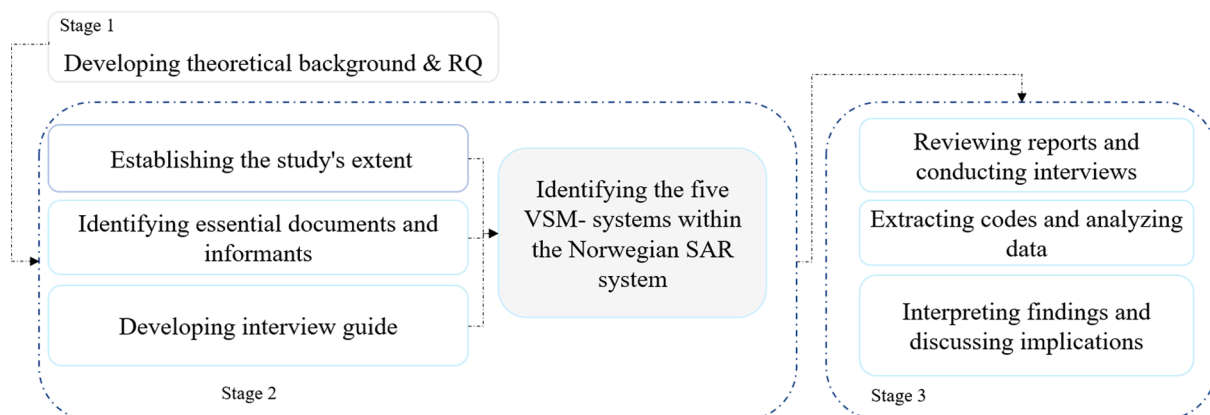 Stage 1
Developing theoretical background & RQ
Establishing the study's extent
Identifying essential documents and
informants
Developing interview guide
Identifying the five
VSM- systems within
the Norwegian SAR
system
Stage 2
Reviewing reports and
conducting interviews
Extracting codes and analyzing
data
Interpreting findings and
discussing implications
Stage 3